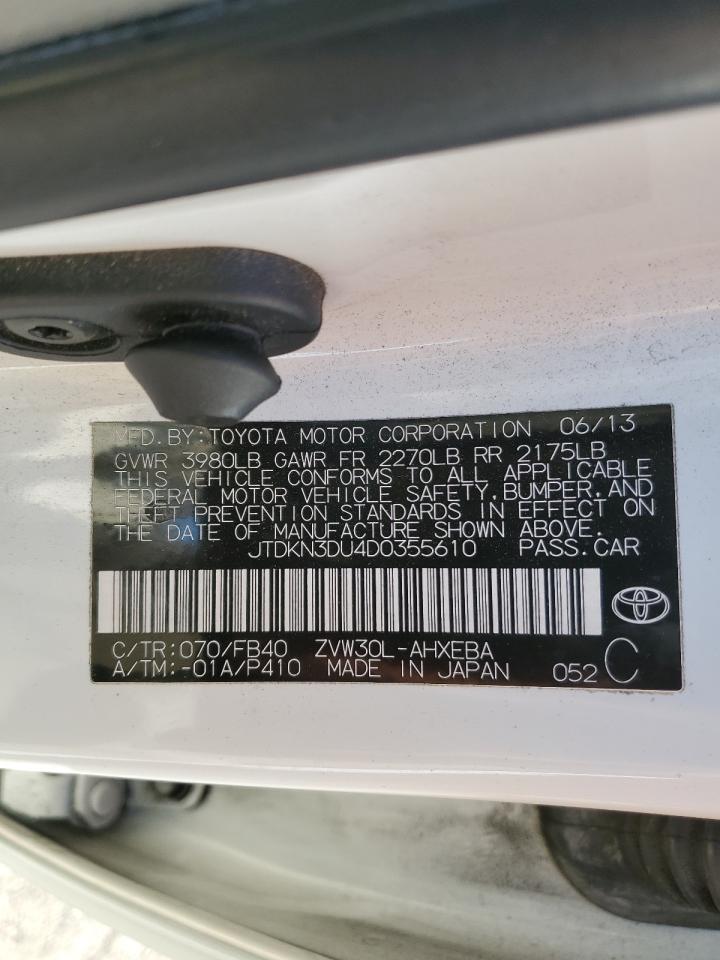 MFD.BY:TOYOTA MOTOR CORPORATION 06/13
GVWR 3980LB GAWR FR 2270LB RR 2175LB
THIS VEHICLE CONFORMS TO ALL APPLICABLE
FEDERAL MOTOR VEHICLE SAFETY,BUMPER,AND
THEFT PREVENTION STANDARDS IN EFFECT ON
THE DATE OF MANUFACTURE SHOWN ABOVE.
JTDKN3DU4D0355610 PASS.CAR
C/TR:070/FB40 ZVW30L-AHXEBA
A/TM:-01A/P410 MADE IN JAPAN 052 C